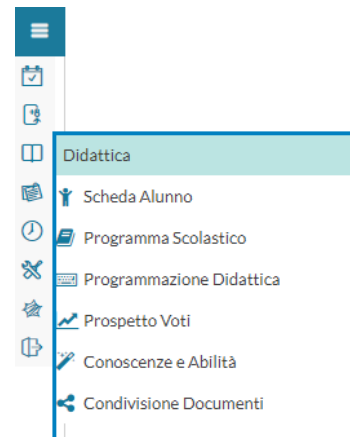 Didattica
Scheda Alunno
Programma Scolastico
Programmazione Didattica
Prospetto Voti
Conoscenze e Abilità
Condivisione Documenti